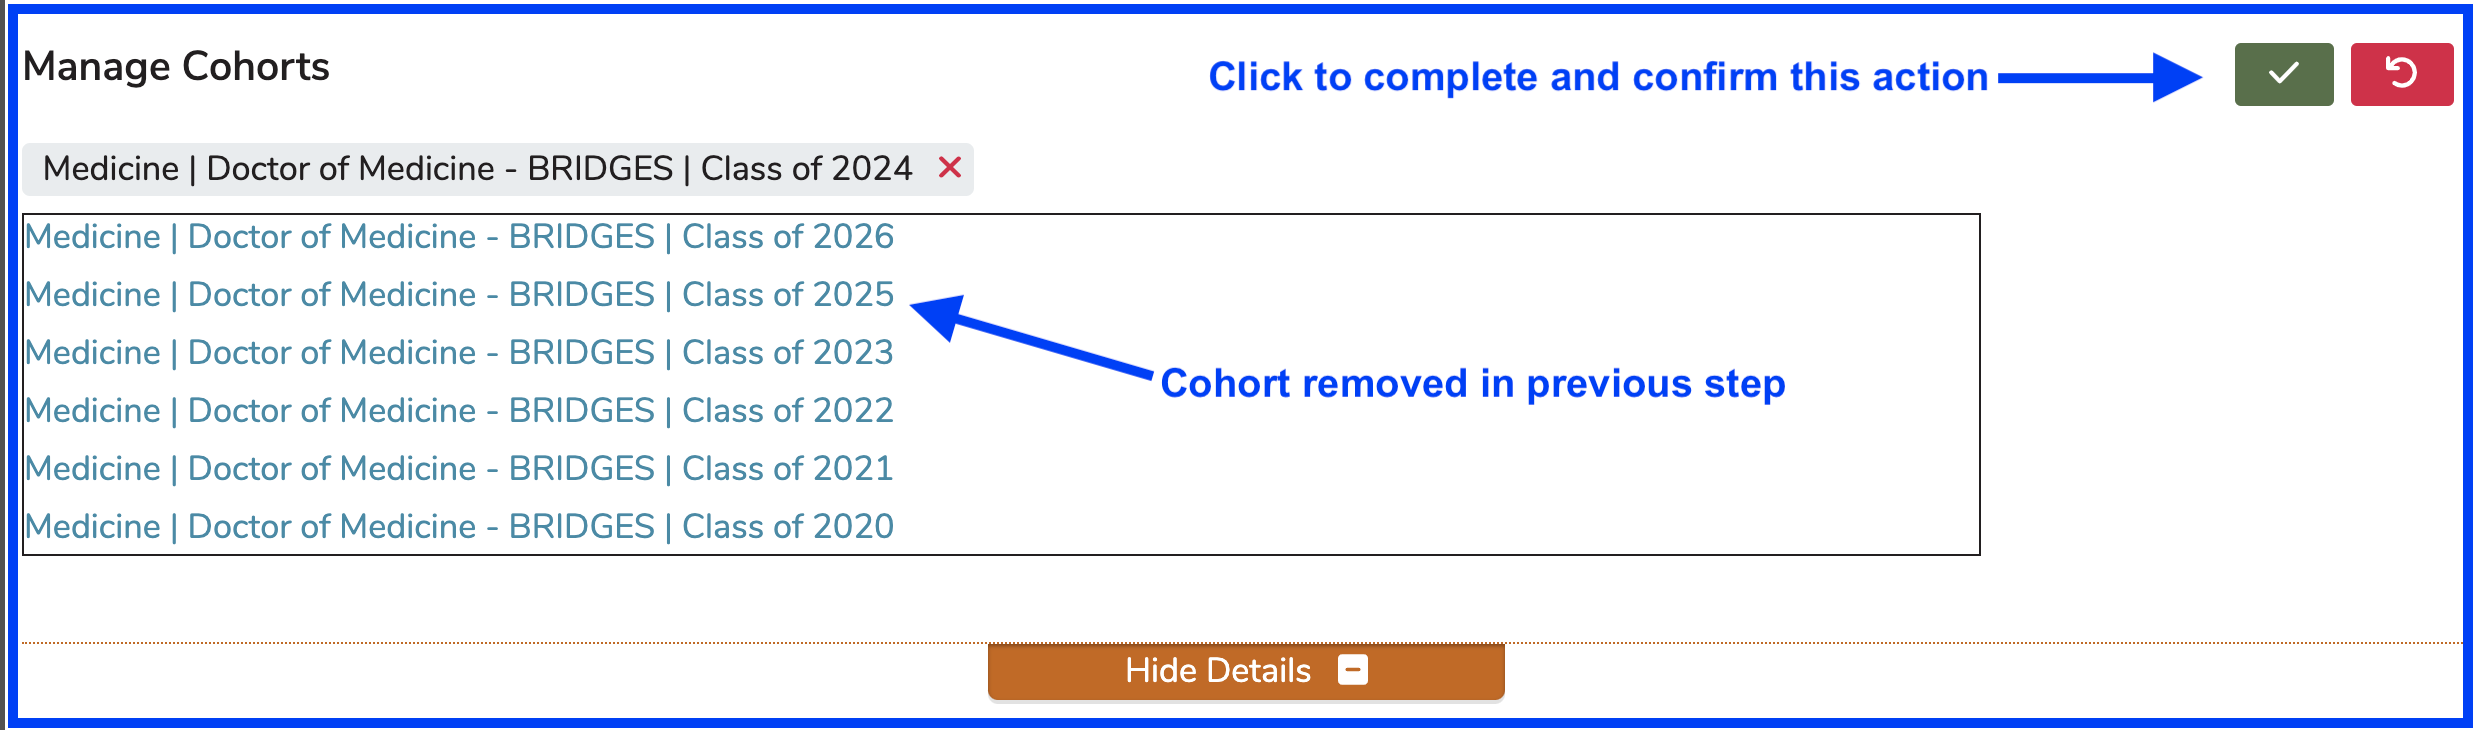 Manage Cohorts
Click to complete and confirm this action
Medicine | Doctor of Medicine - BRIDGES | Class of 2024
Medicine | Doctor of Medicine - BRIDGES | Class of 2026
Medicine | Doctor of Medicine - BRIDGES | Class of 2025
Medicine | Doctor of Medicine - BRIDGES | Class of 2023
Cohort removed in previous step
Medicine | Doctor of Medicine - BRIDGES | Class of 2022
Medicine | Doctor of Medicine - BRIDGES | Class of 2021
Medicine | Doctor of Medicine - BRIDGES | Class of 2020
Hide Details